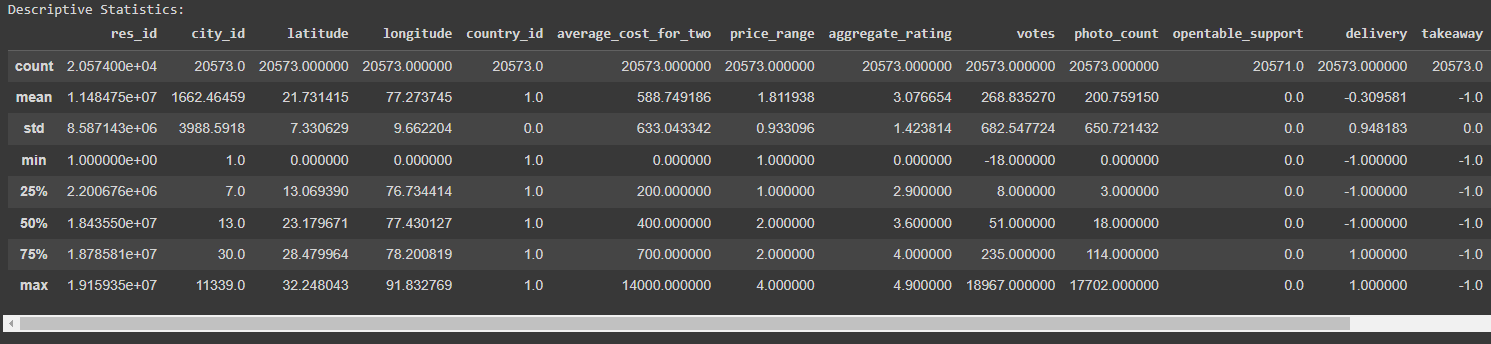 Descriptive Statistics:
res_id city_id latitude longitude country_id average_cost_for_two price_range aggregate_rating votes photo_count opentable_support delivery takeaway
count 2.057400e+04 20573.0 20573.000000 20573.000000 20573.0 20573.000000 20573.000000 20573.000000 20573.000000 20573.000000 20571.0 20573.000000 20573.0
mean 1.148475e+07 1662.46459 21.731415 77.273745 1.0 588.749186 1.811938 3.076654 268.835270 200.759150 0.0 -0.309581 -1.0
std 8.587143e+06 3988.5918 7.330629 9.662204 0.0 633.043342 0.933096 1.423814 682.547724 650.721432 0.0 0.948183 0.0
min 1.000000e+00 1.0 0.000000 0.000000 1.0 0.000000 1.000000 0.000000 -18.000000 0.000000 0.0 -1.000000 -1.0
25% 2.200676e+06 7.0 13.069390 76.734414 1.0 200.000000 1.000000 2.900000 8.000000 3.000000 0.0 -1.000000 -1.0
50% 1.843550e+07 13.0 23.179671 77.430127 1.0 400.000000 2.000000 3.600000 51.000000 18.000000 0.0 -1.000000 -1.0
75% 1.878581e+07 30.0 28.479964 78.200819 1.0 700.000000 2.000000 4.000000 235.000000 114.000000 0.0 1.000000 -1.0
max 1.915935e+07 11339.0 32.248043 91.832769 1.0 14000.000000 4.000000 4.900000 18967.000000 17702.000000 0.0 1.000000 -1.0